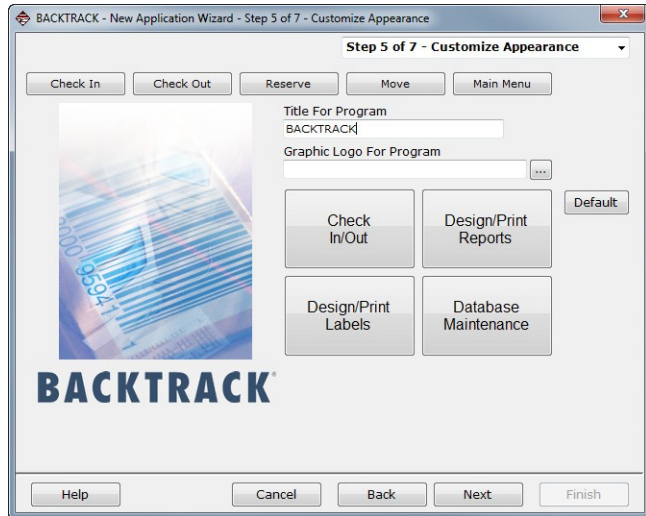 BACKTRACK - New Application Wizard - Step 5 of 7 - Customize Appearance
Step 5 of 7 - Customize Appearance
Check In
Check Out
Reserve
Move
Main Menu
Title For Program
BACKTRACK
Graphic Logo For Program
...
Default
Check
In/Out
Design/Print
Reports
Design/Print
Labels
Database
Maintenance
000 95941
BACKTRACK®
Help
Cancel
Back
Next
Finish